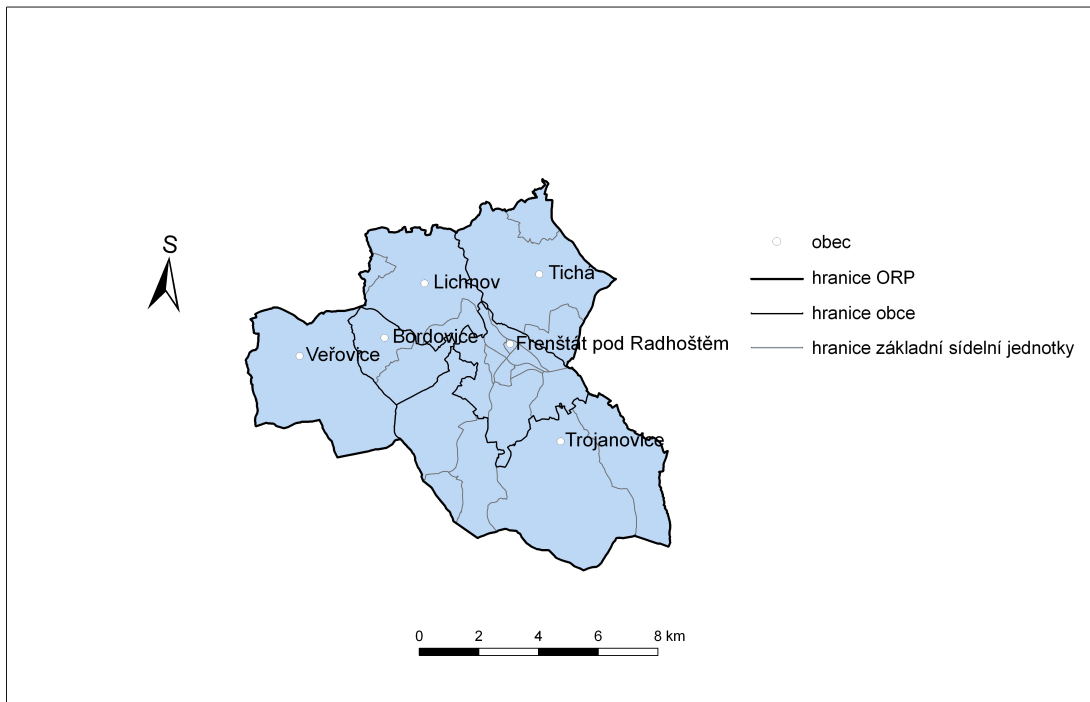 S
Tichá
Lichnov
Bordovice
Frenštát pod Radhoštěm
Veřovice
Trojanovice
obec
hranice ORP
hranice obce
hranice základní sídelní jednotky
0 2 4 6 8 km